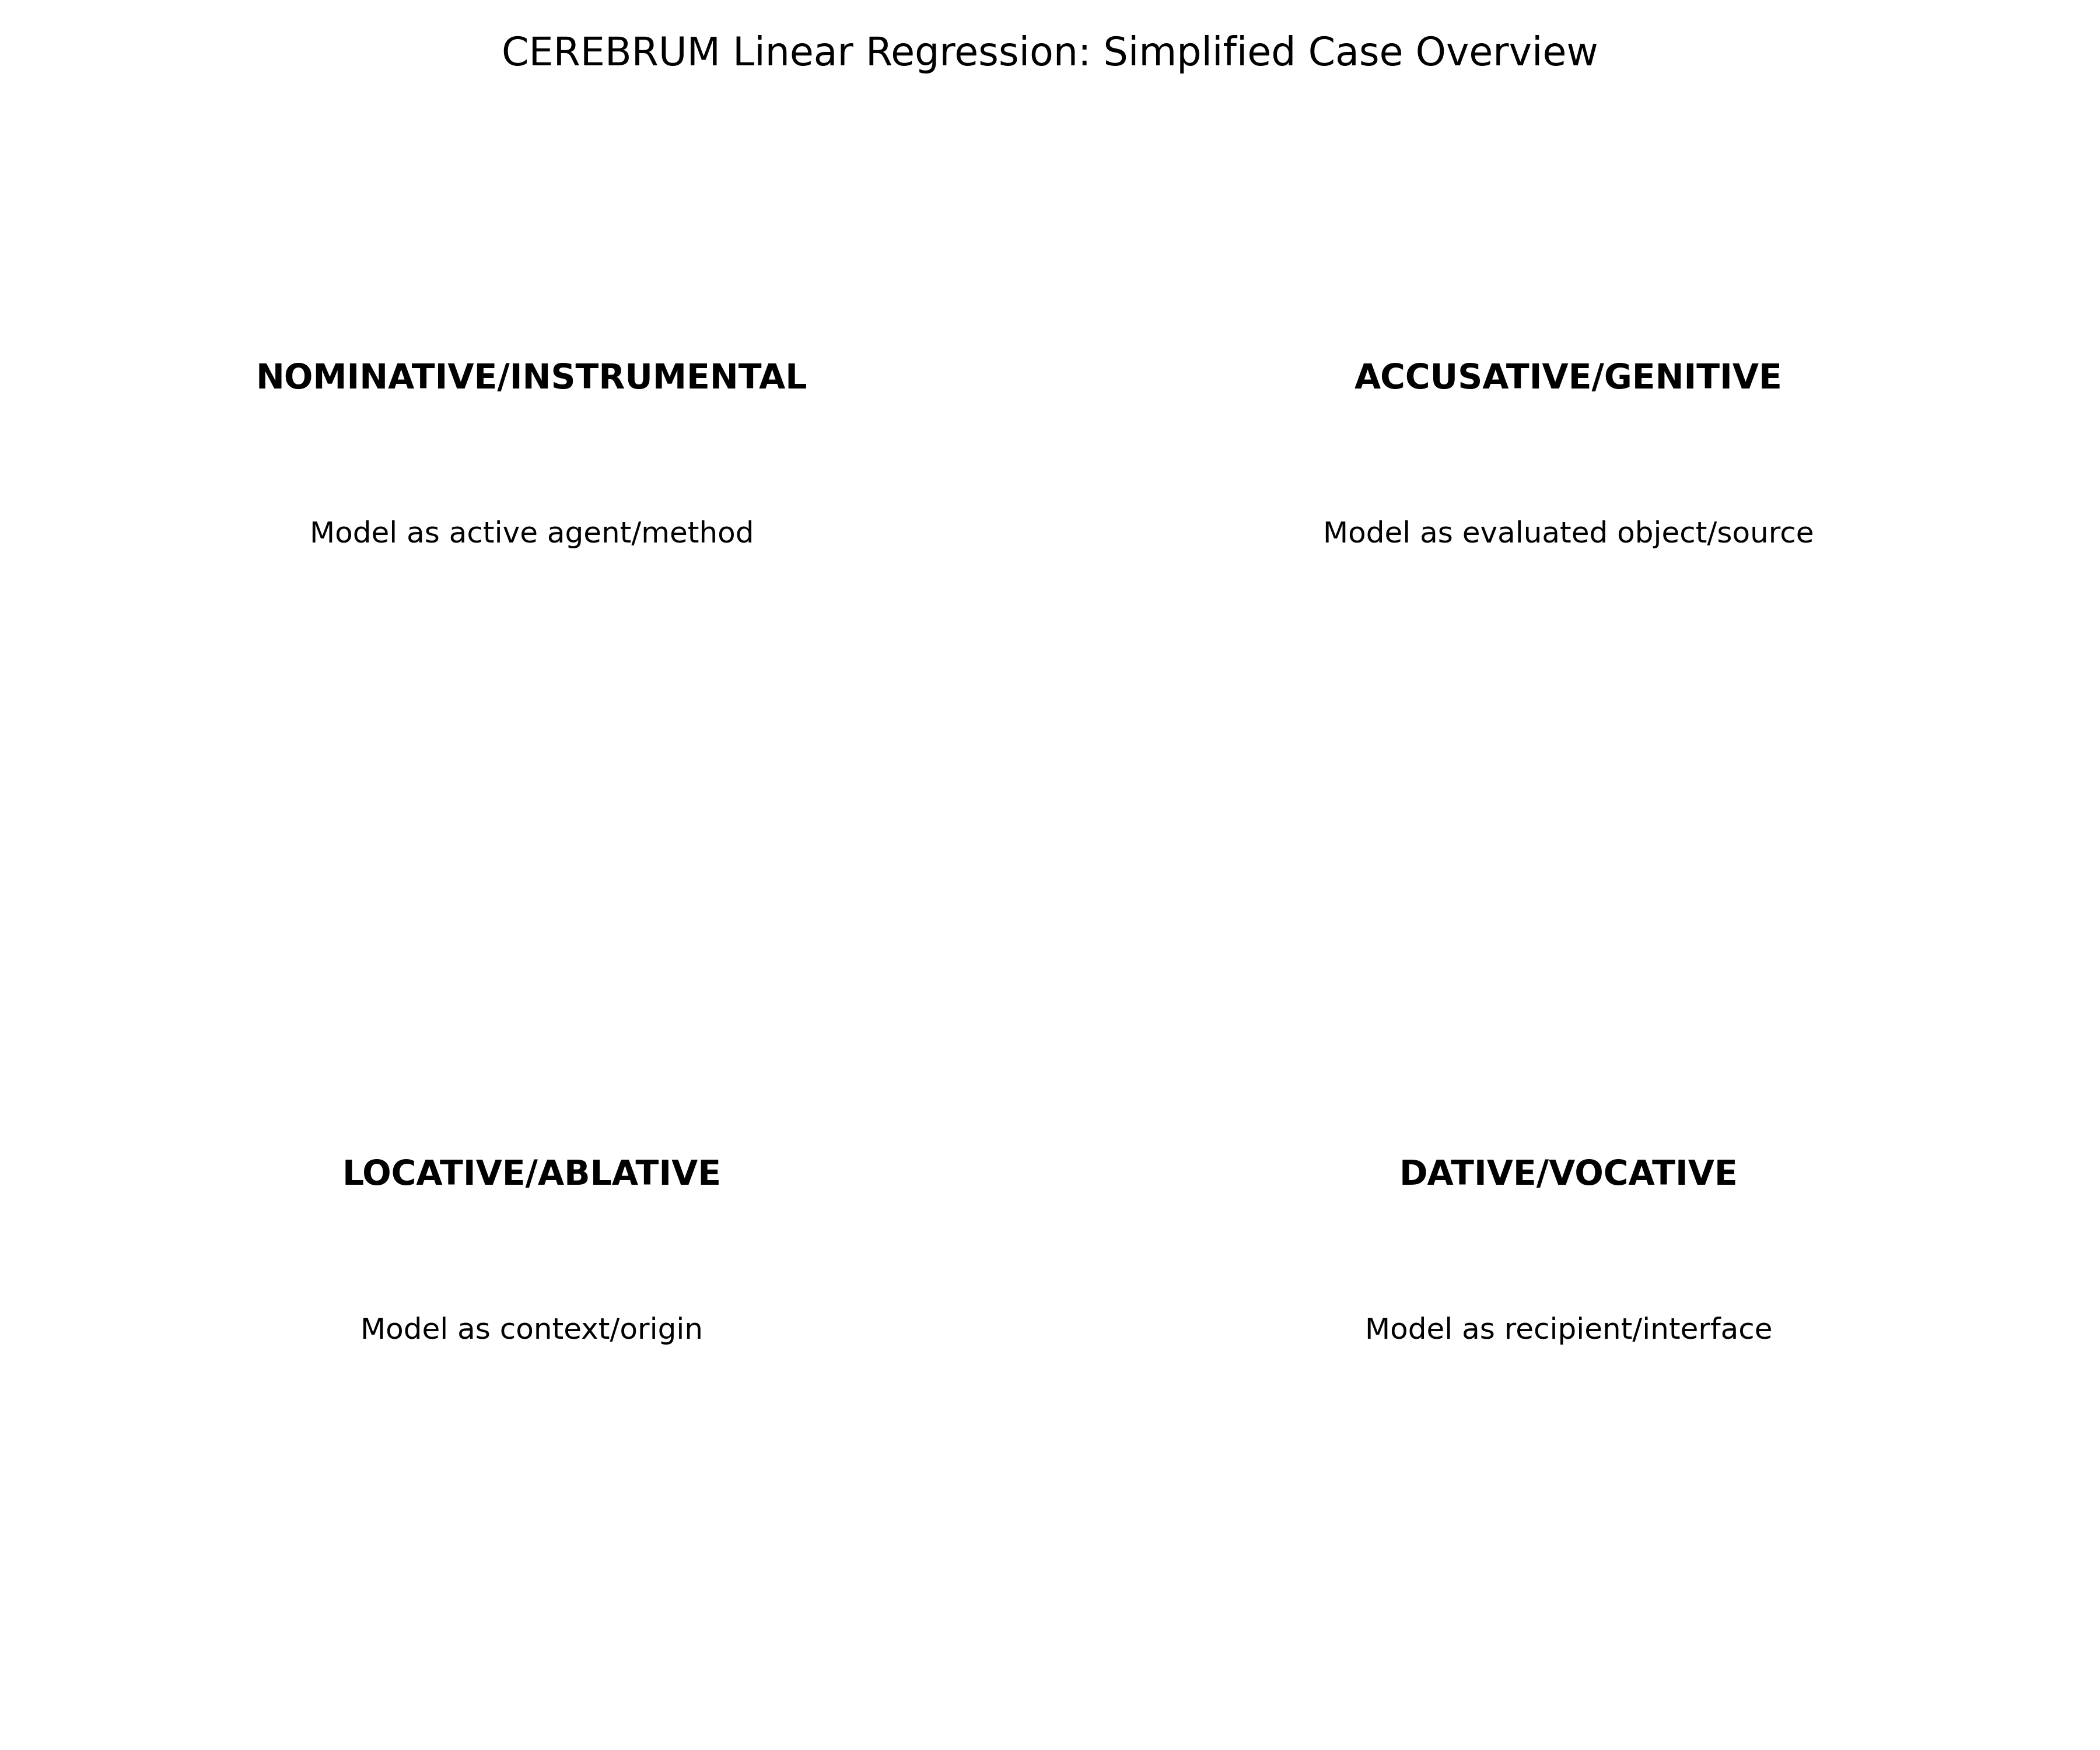 CEREBRUM Linear Regression: Simplified Case Overview
NOMINATIVE/INSTRUMENTAL
ACCUSATIVE/GENITIVE
Model as active agent/method
Model as evaluated object/source
LOCATIVE/ABLATIVE
DATIVE/VOCATIVE
Model as context/origin
Model as recipient/interface